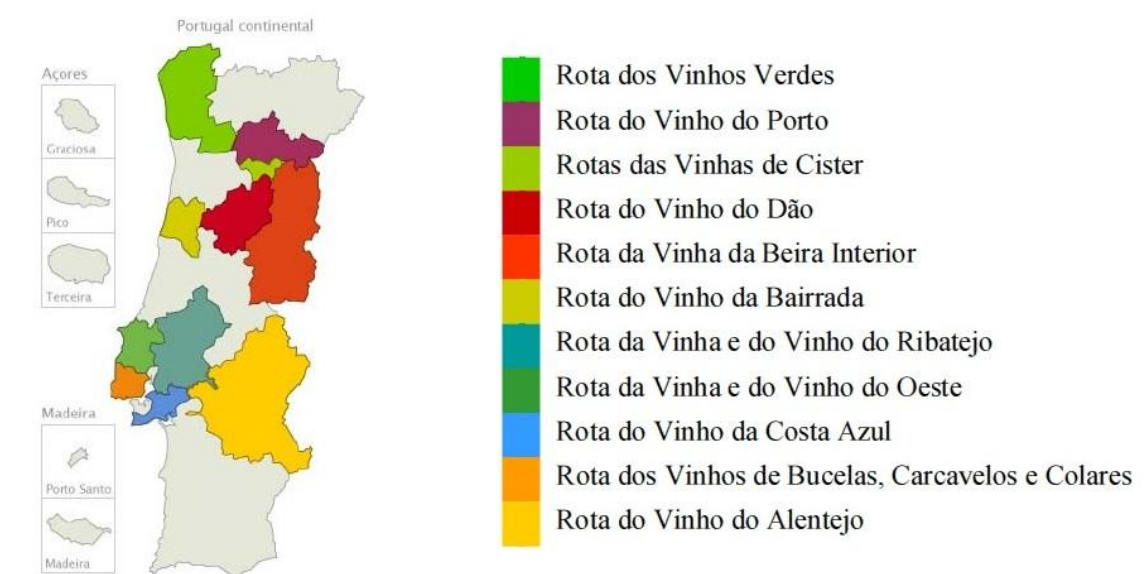 Portugal continental
Açores
Graciosa
Pico
Terceira
Madeira
Porto Santo
Madeira
Rota dos Vinhos Verdes
Rota do Vinho do Porto
Rotas das Vinhas de Cister
Rota do Vinho do Dão
Rota da Vinha da Beira Interior
Rota do Vinho da Bairrada
Rota da Vinha e do Vinho do Ribatejo
Rota da Vinha e do Vinho do Oeste
Rota do Vinho da Costa Azul
Rota dos Vinhos de Bucelas, Carcavelos e Colares
Rota do Vinho do Alentejo